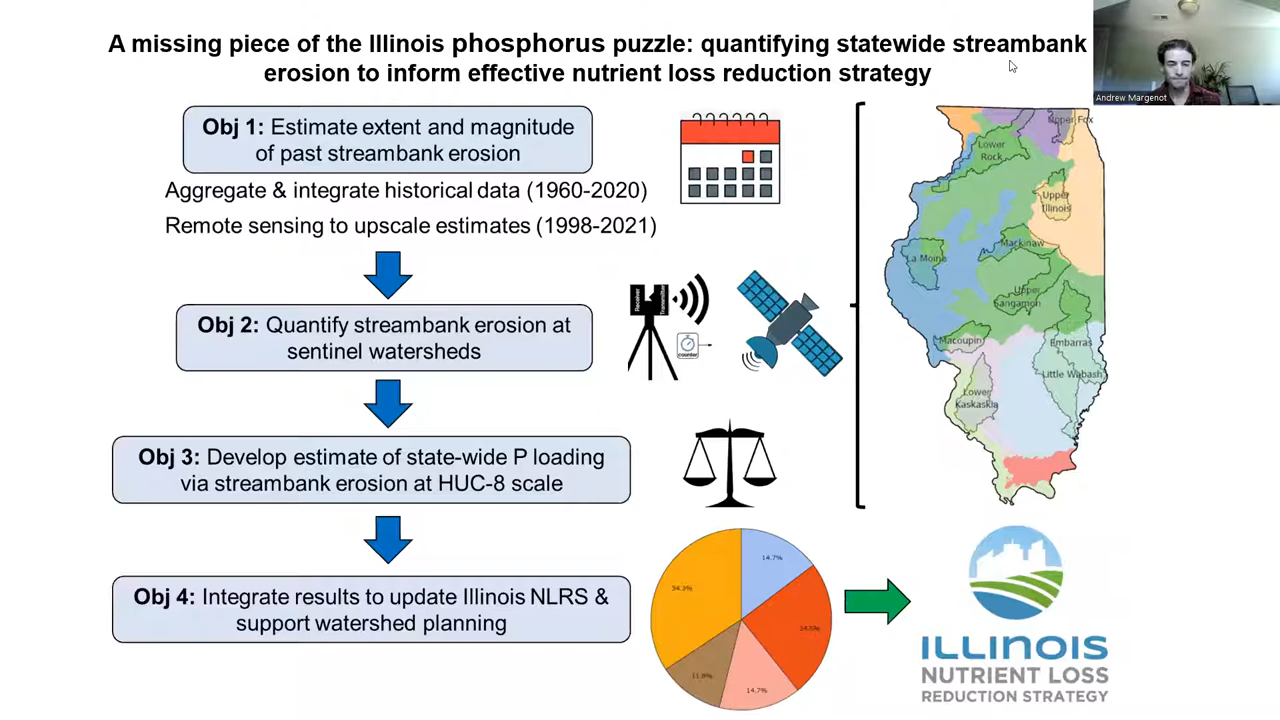 A missing piece of the Illinois phosphorus puzzle: quantifying statewide streambank
erosion to inform effective nutrient loss reduction strategy
Andrew Margenot
Obj 1: Estimate extent and magnitude
of past streambank erosion
Aggregate & integrate historical data (1960-2020)
Remote sensing to upscale estimates (1998-2021)
Obj 2: Quantify streambank erosion at
sentinel watersheds
Receiver
Transmitter
counter
Obj 3: Develop estimate of state-wide P loading
via streambank erosion at HUC-8 scale
Obj 4: Integrate results to update Illinois NLRS &
support watershed planning
Upper Fox
Lower
Rock
Upper
Illinois
Mackinaw
La Moine
Upper
Sangamon
Macoupin
Embarras
Little Wabash
Lower
Kaskaskia
14.7%
14.7%
11.8%
ILLINOIS
NUTRIENT LOSS
REDUCTION STRATEGY